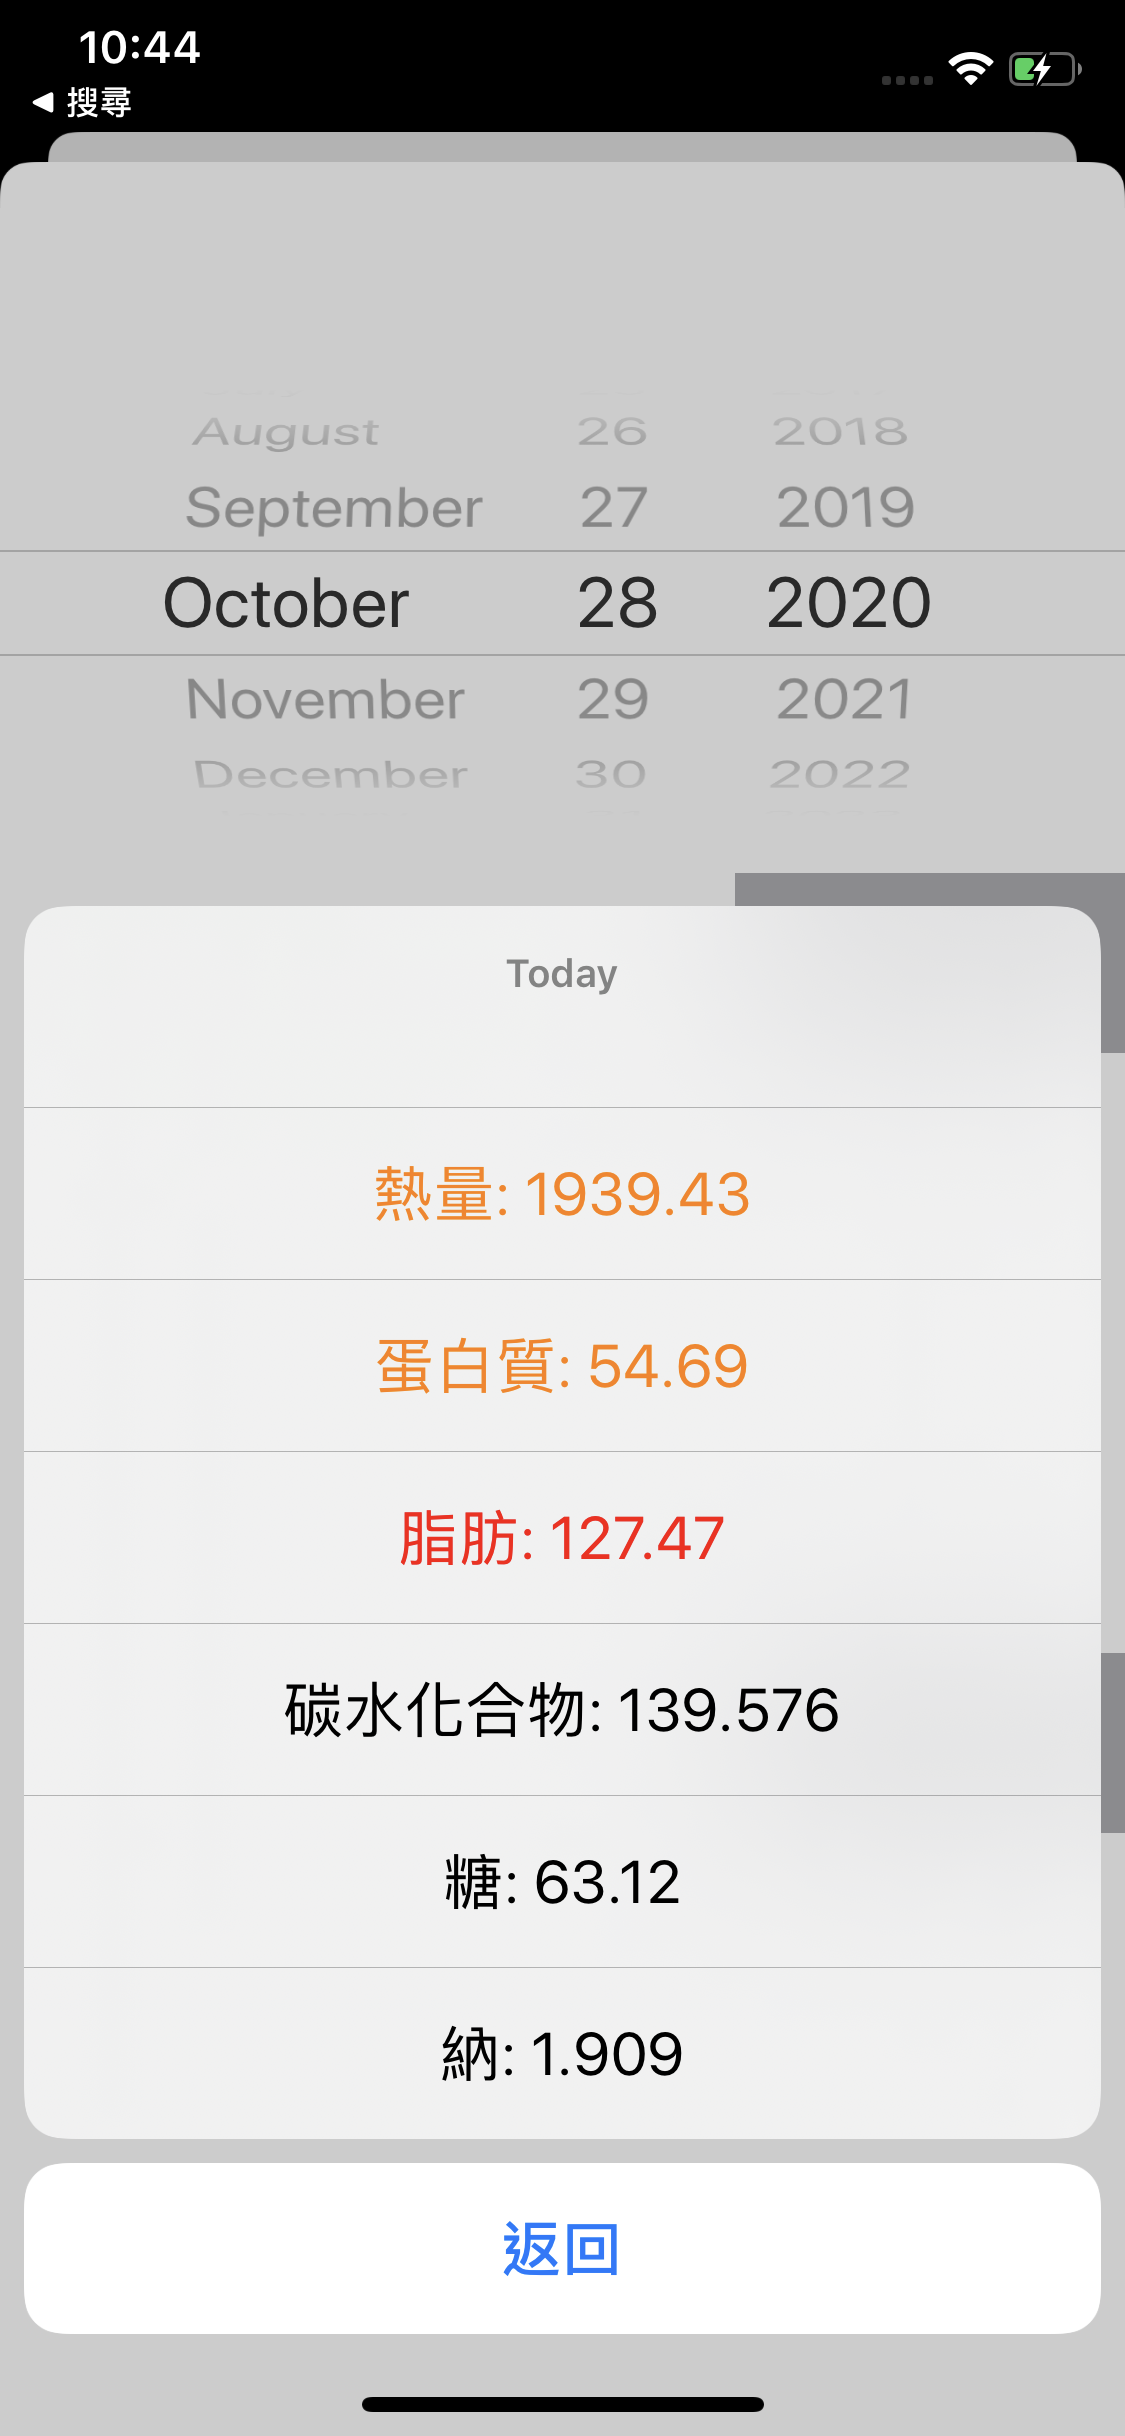 10:44
◀ 搜尋
August 26 2018
September 27 2019
October 28 2020
November 29 2021
December 30 2022
Today
熱量: 1939.43
蛋白質: 54.69
脂肪: 127.47
碳水化合物: 139.576
糖: 63.12
納: 1.909
返回